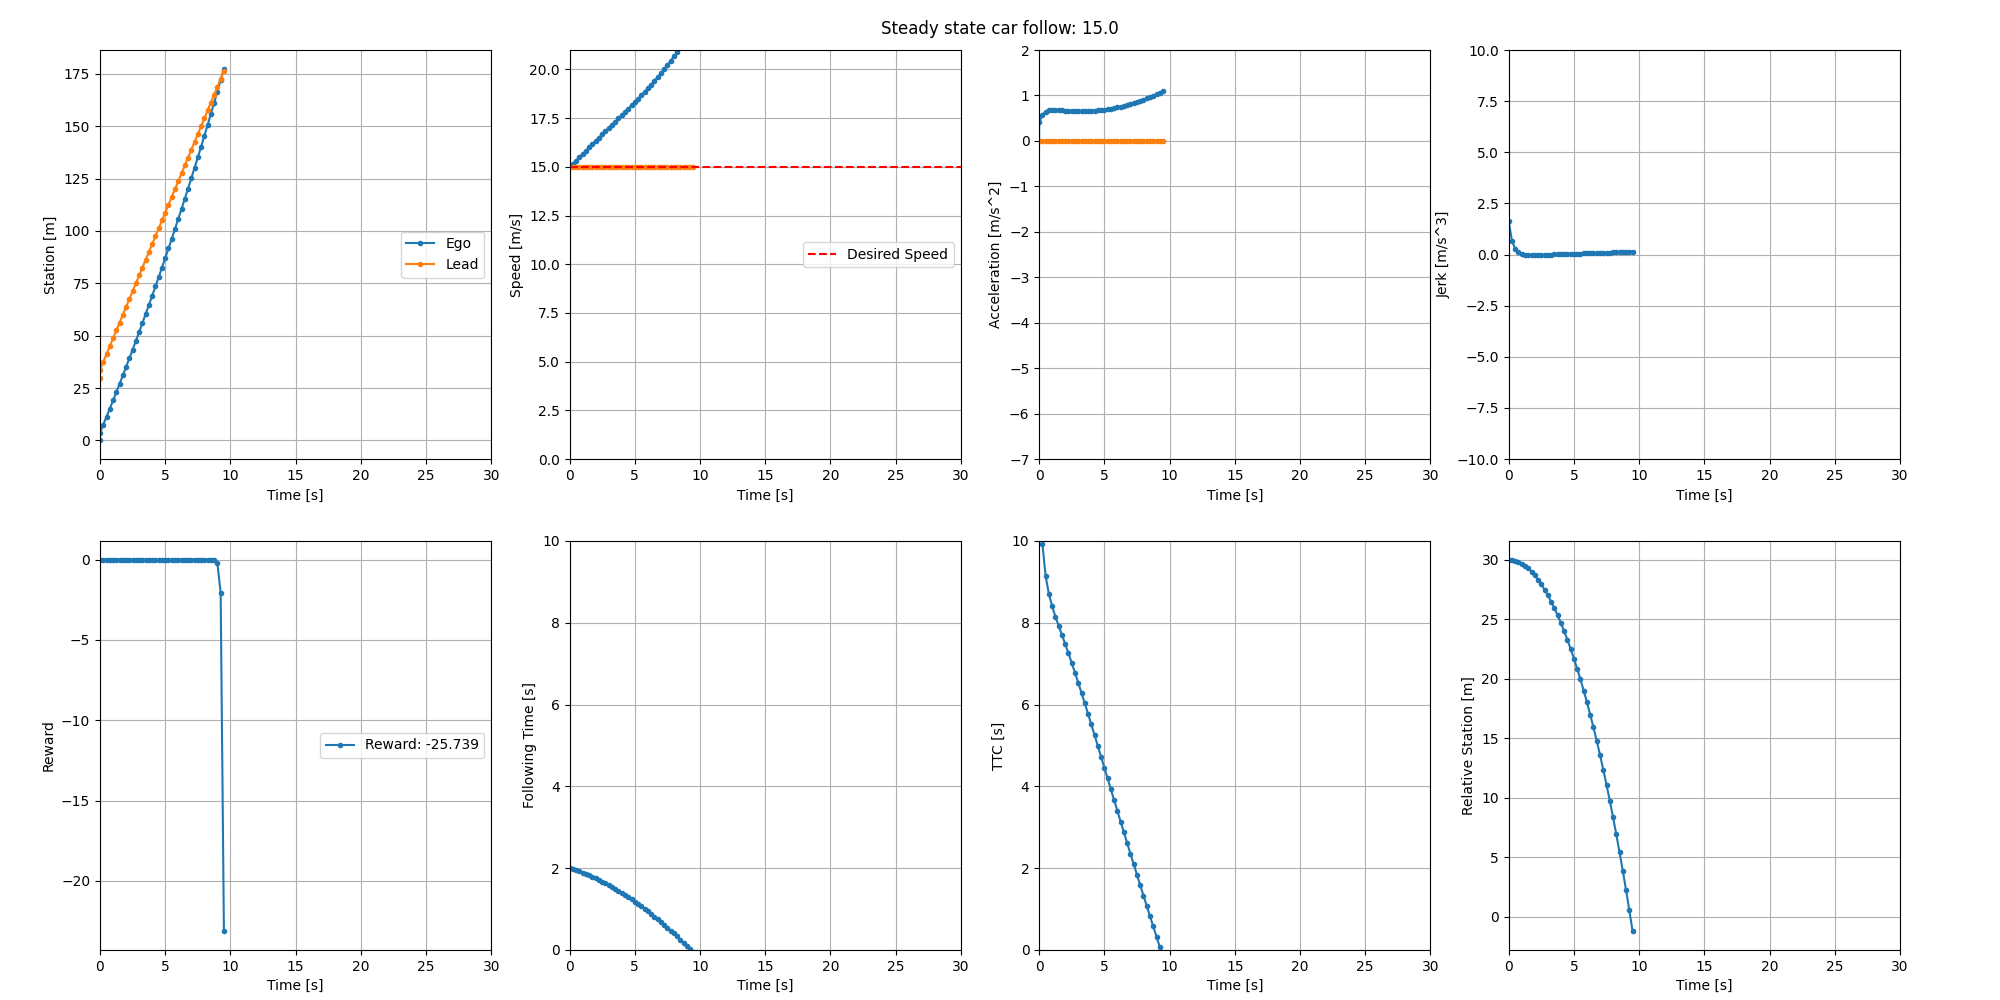 Steady state car follow: 15.0
175
150
125
100
75
50
25
0
Station [m]
Ego
Lead
0 5 10 15 20 25 30
Time [s]
20.0
17.5
15.0
12.5
10.0
7.5
5.0
2.5
0.0
Speed [m/s]
Desired Speed
0 5 10 15 20 25 30
Time [s]
2
1
0
−1
−2
−3
−4
−5
−6
−7
Acceleration [m/s^2]
0 5 10 15 20 25 30
Time [s]
10.0
7.5
5.0
2.5
0.0
−2.5
−5.0
−7.5
−10.0
Jerk [m/s^3]
0 5 10 15 20 25 30
Time [s]
0
−5
−10
−15
−20
Reward
Reward: -25.739
0 5 10 15 20 25 30
Time [s]
10
8
6
4
2
0
Following Time [s]
0 5 10 15 20 25 30
Time [s]
10
8
6
4
2
0
TTC [s]
0 5 10 15 20 25 30
Time [s]
30
25
20
15
10
5
0
Relative Station [m]
0 5 10 15 20 25 30
Time [s]